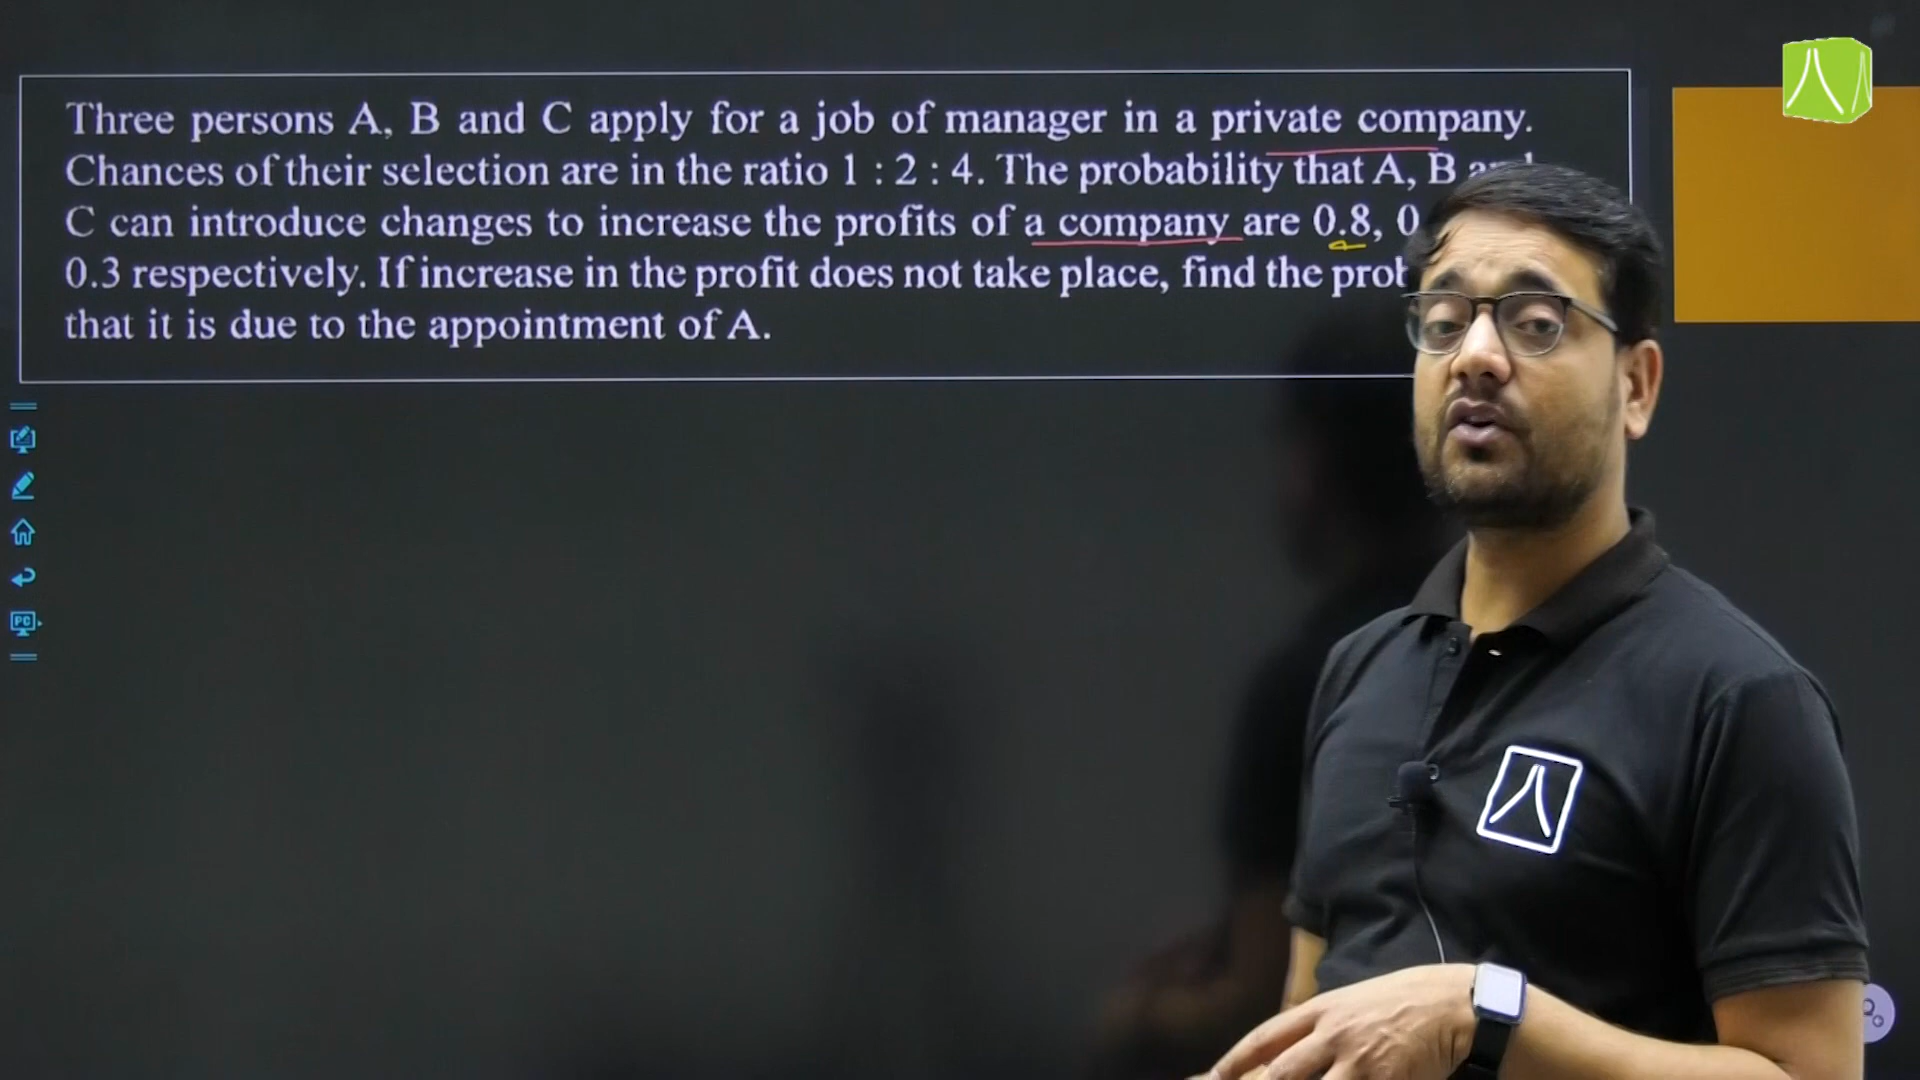 Three persons A, B and C apply for a job of manager in a private company.
Chances of their selection are in the ratio 1 : 2 : 4. The probability that A, B and
C can introduce changes to increase the profits of a company are 0.8, 0
0.3 respectively. If increase in the profit does not take place, find the
that it is due to the appointment of A.
PC